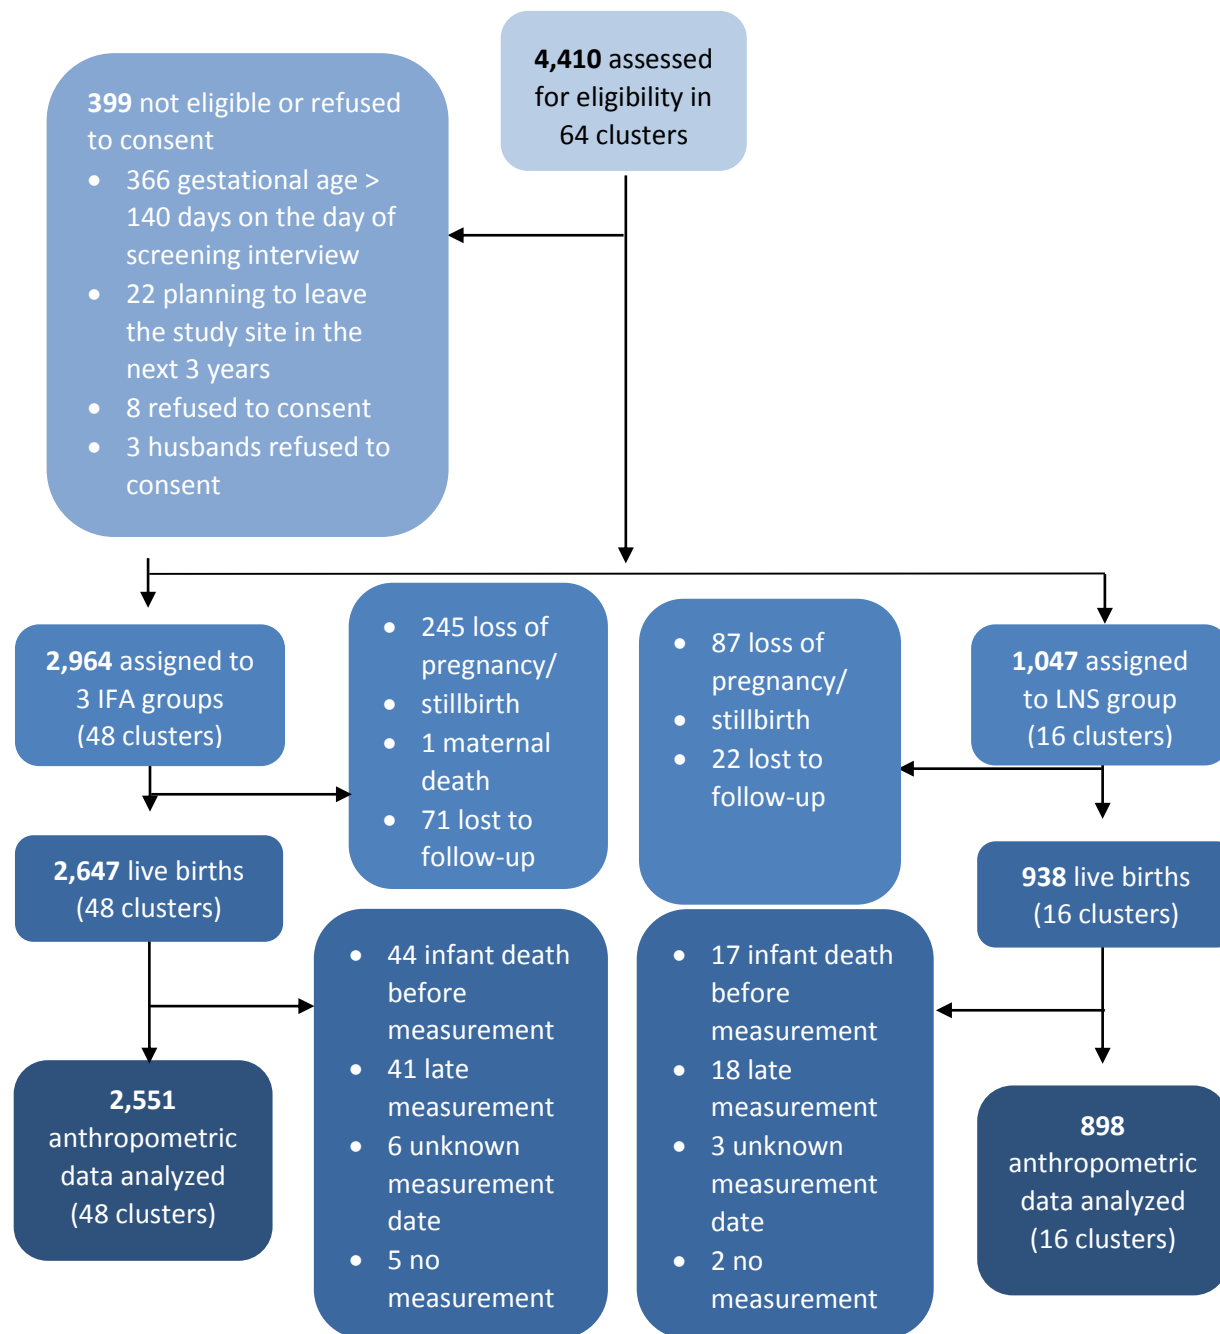 4,410 assessed
for eligibility in
64 clusters
399 not eligible or refused
to consent
• 366 gestational age >
140 days on the day of
screening interview
• 22 planning to leave
the study site in the
next 3 years
• 8 refused to consent
• 3 husbands refused to
consent
2,964 assigned to
3 IFA groups
(48 clusters)
• 245 loss of
pregnancy/
• stillbirth
• 1 maternal
death
• 71 lost to
follow-up
• 87 loss of
pregnancy/
• stillbirth
• 22 lost to
follow-up
1,047 assigned
to LNS group
(16 clusters)
2,647 live births
(48 clusters)
938 live births
(16 clusters)
• 44 infant death
before
measurement
• 41 late
measurement
• 6 unknown
measurement
date
• 5 no
measurement
• 17 infant death
before
measurement
• 18 late
measurement
• 3 unknown
measurement
date
• 2 no
measurement
2,551
anthropometric
data analyzed
(48 clusters)
898
anthropometric
data analyzed
(16 clusters)